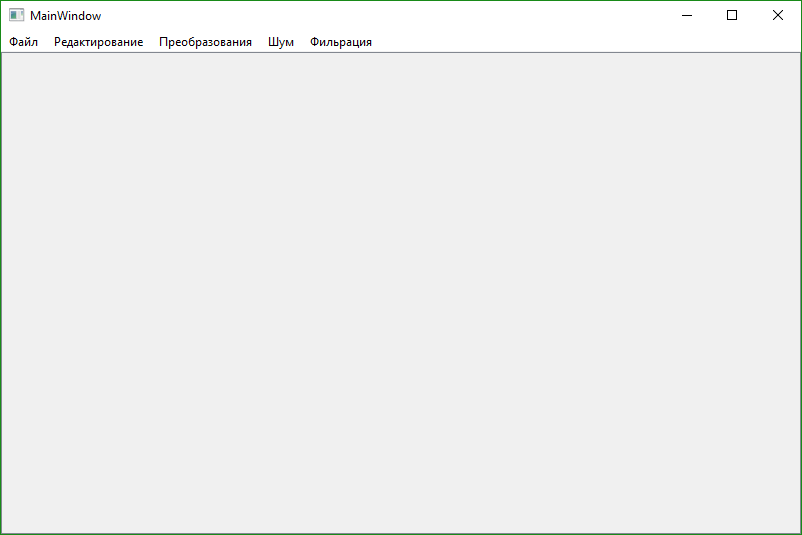 MainWindow
Файл Редактирование Преобразования Шум Фильрация